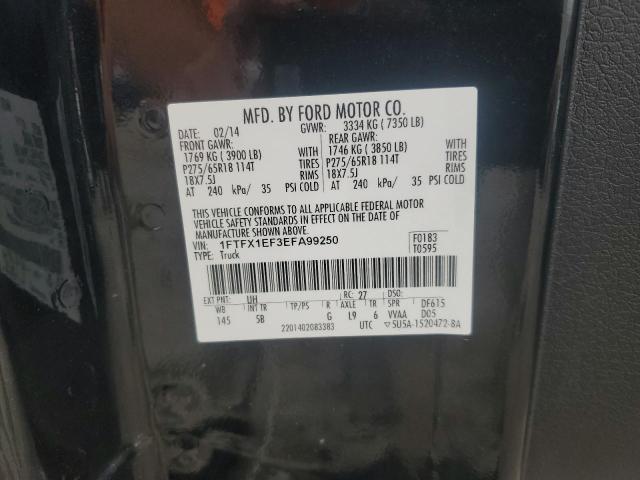 MFD. BY FORD MOTOR CO.
DATE: 02/14 GVWR: 3334 KG ( 7350 LB)
FRONT GAWR: REAR GAWR:
1769 KG ( 3900 LB) WITH 1746 KG ( 3850 LB) WITH
P275/65R18 114T TIRES P275/65R18 114T TIRES
18X7.5J RIMS 18X7.5J RIMS
AT 240 kPa/ 35 PSI COLD AT 240 kPa/ 35 PSI COLD
THIS VEHICLE CONFORMS TO ALL APPLICABLE FEDERAL MOTOR
VEHICLE SAFETY STANDARDS IN EFFECT ON THE DATE OF
MANUFACTURE SHOWN ABOVE.
VIN: 1FTFX1EF3EFA99250 F0183
TYPE: Truck T0595
EXT PNT: UH RC: 27 DSO:
WB INT TR TP/PS R AXLE TR SPR DF615
145 SB G L9 6 VVAA D05
2201402083383 UTC 5U5A-1520472-BA